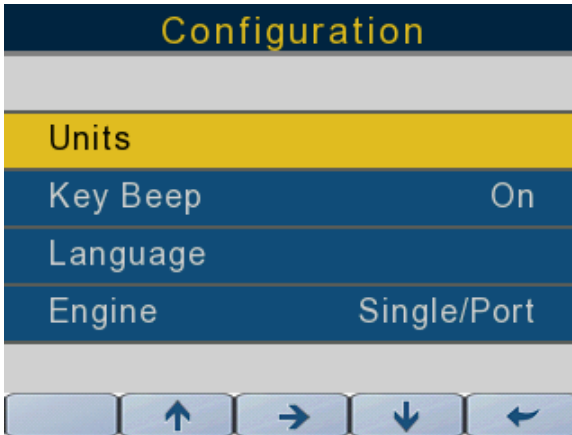 Configuration
Units
Key Beep On
Language
Engine Single/Port